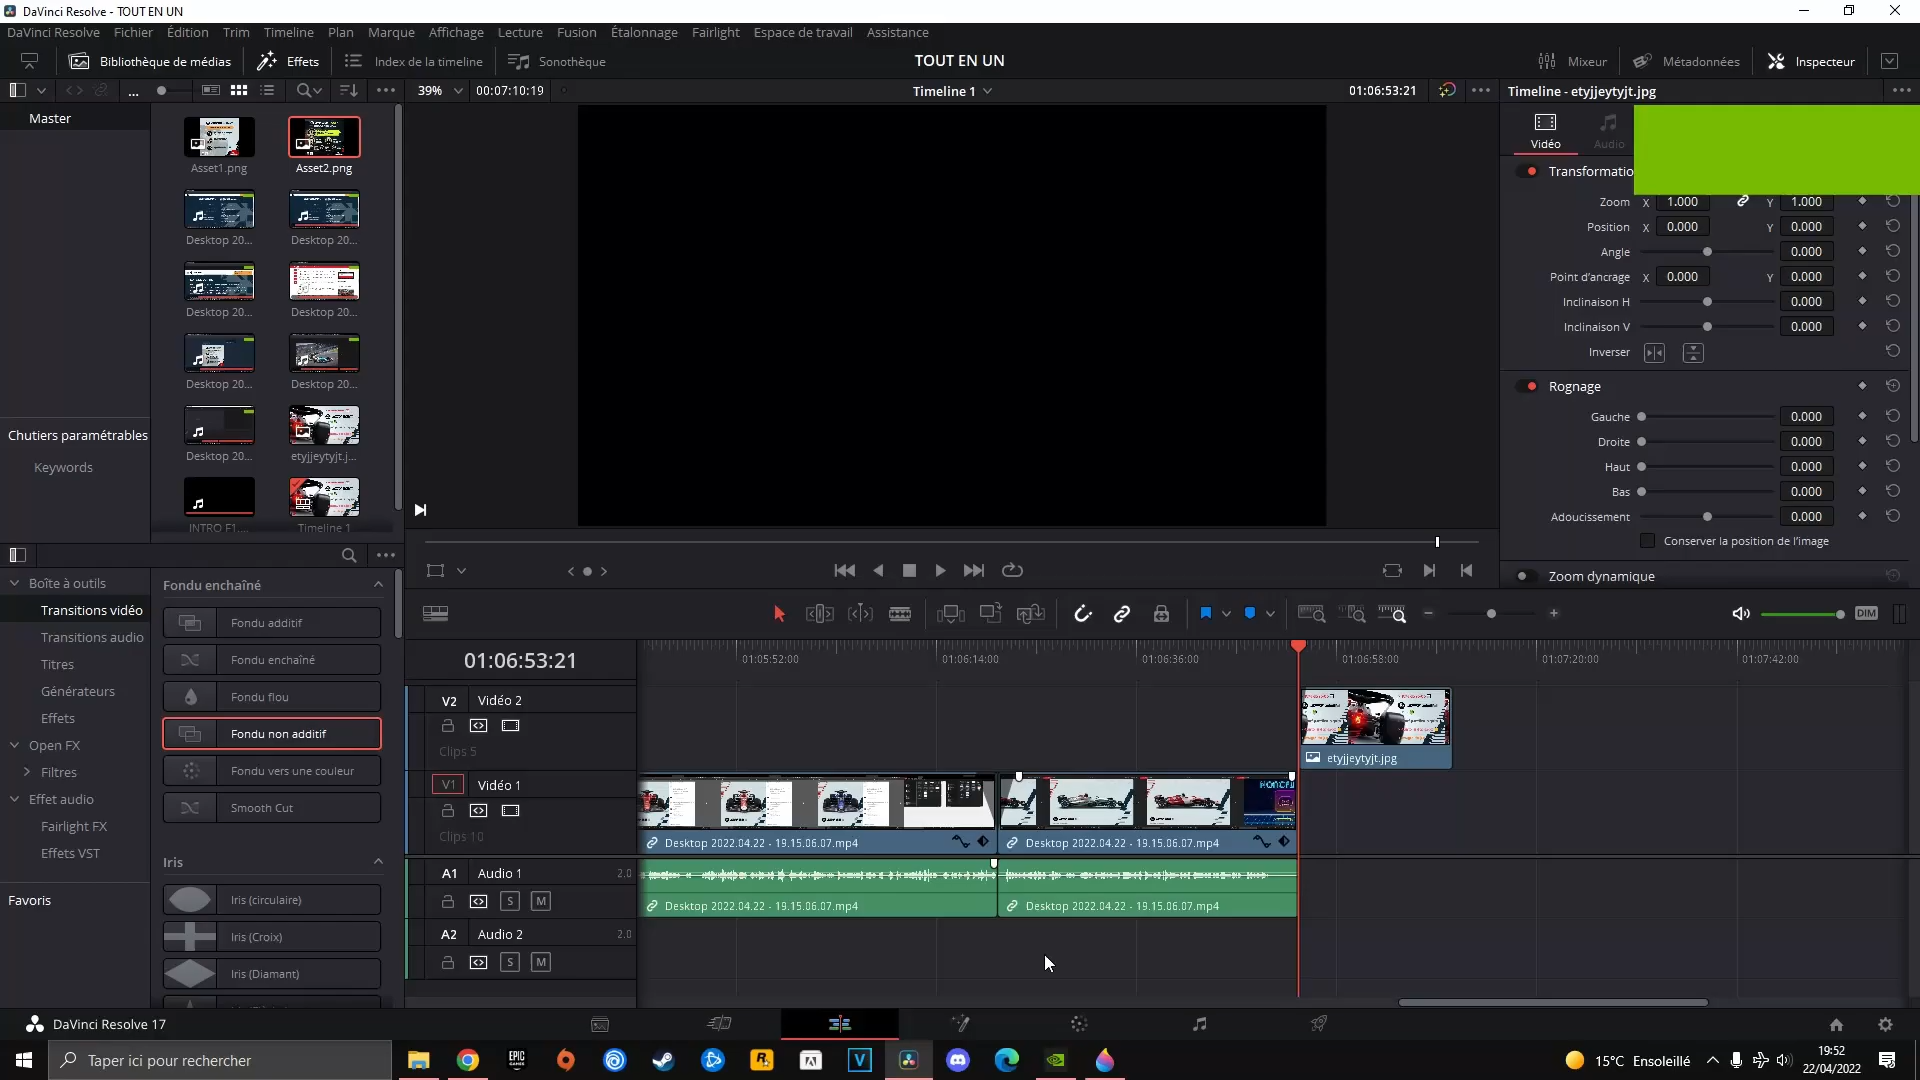 DaVinci Resolve - TOUT EN UN
DaVinci Resolve Fichier Édition Trim Timeline Plan Marque Affichage Lecture Fusion Étalonnage Fairlight Espace de travail Assistance
Bibliothèque de médias Effets Index de la timeline Sonothèque TOUT EN UN Mixeur Métadonnées Inspecteur
39% 00:07:10:19 Timeline 1 01:06:53:21 Timeline - etyjjeytyjt.jpg
Master
Asset1.png Asset2.png
Desktop 20... Desktop 20...
Desktop 20... Desktop 20...
Desktop 20... Desktop 20...
Desktop 20... etyjjeytyjt.j...
INTRO F1.... Timeline 1
Chutiers paramétrables
Keywords
Vidéo Audio
Transformatio
Zoom X 1.000 Y 1.000
Position X 0.000 Y 0.000
Angle 0.000
Point d'ancrage X 0.000 Y 0.000
Inclinaison H 0.000
Inclinaison V 0.000
Inverser
Rognage
Gauche 0.000
Droite 0.000
Haut 0.000
Bas 0.000
Adoucissement 0.000
Conserver la position de l'image
Zoom dynamique
Boîte à outils
Transitions vidéo
Transitions audio
Titres
Générateurs
Effets
Open FX
Filtres
Effet audio
Fairlight FX
Effets VST
Favoris
Fondu enchaîné
Fondu additif
Fondu enchaîné
Fondu flou
Fondu non additif
Fondu vers une couleur
Smooth Cut
Iris
Iris (circulaire)
Iris (Croix)
Iris (Diamant)
DIM
01:06:53:21
01:05:52:00 01:06:14:00 01:06:36:00 01:06:58:00 01:07:20:00 01:07:42:00
V2 Vidéo 2
Clips 5
etyjjeytyjt.jpg
V1 Vidéo 1
Clips 10
Desktop 2022.04.22 - 19.15.06.07.mp4 Desktop 2022.04.22 - 19.15.06.07.mp4
A1 Audio 1 2.0
S M
Desktop 2022.04.22 - 19.15.06.07.mp4 Desktop 2022.04.22 - 19.15.06.07.mp4
A2 Audio 2 2.0
S M
DaVinci Resolve 17
Taper ici pour rechercher
EPIC GAMES
15°C Ensoleillé
19:52
22/04/2022